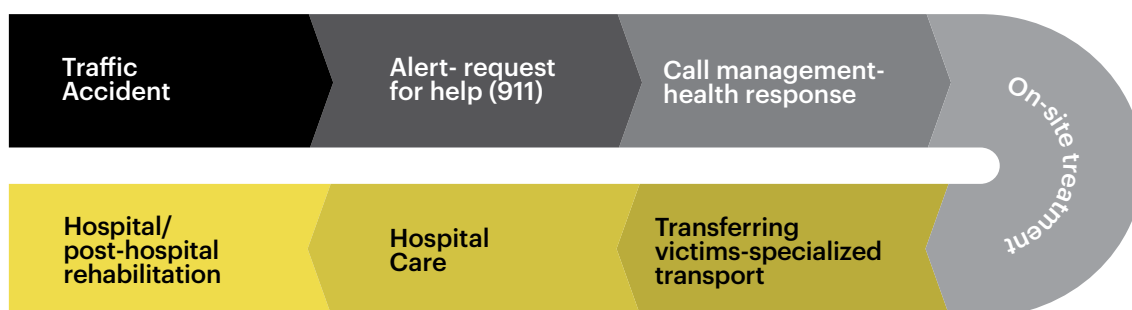 Traffic
Accident
Alert- request
for help (911)
Call management-
health response
On-site treatment
Transferring
victims-specialized
transport
Hospital
Care
Hospital/
post-hospital
rehabilitation